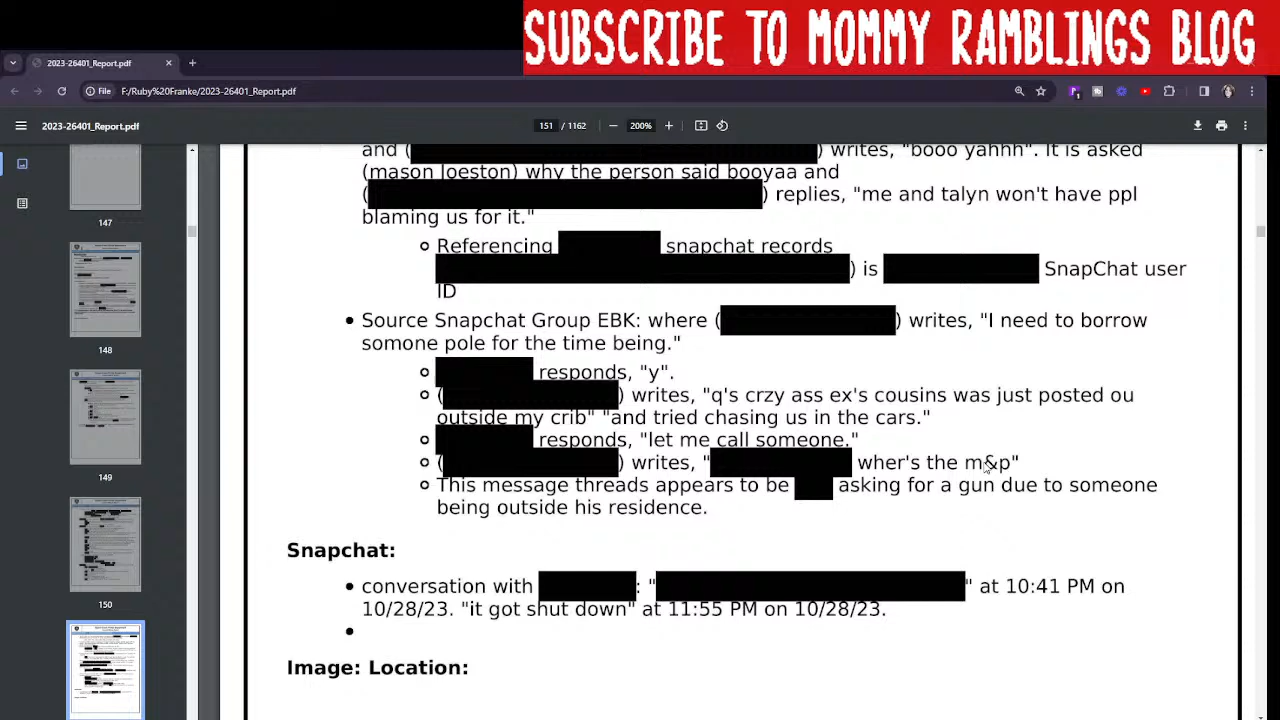 SUBSCRIBE TO MOMMY RAMBLINGS BLOG
2023-26401_Report.pdf
File F:/Ruby%20Franke/2023-26401_Report.pdf
2023-26401_Report.pdf 151 / 1162 200%
147
148
149
150
and ( ) writes, "booo yahhh". It is asked
(mason joeston) why the person said booyaa and
( ) replies, "me and talyn won't have ppl
blaming us for it."
Referencing snapchat records
) is SnapChat user
ID
Source Snapchat Group EBK: where ( ) writes, "I need to borrow
somone pole for the time being."
responds, "y".
( ) writes, "q's crzy ass ex's cousins was just posted ou
outside my crib" "and tried chasing us in the cars."
responds, "let me call someone."
( ) writes, " wher's the m&p"
This message threads appears to be asking for a gun due to someone
being outside his residence.
Snapchat:
conversation with : " " at 10:41 PM on
10/28/23. "it got shut down" at 11:55 PM on 10/28/23.
Image: Location: